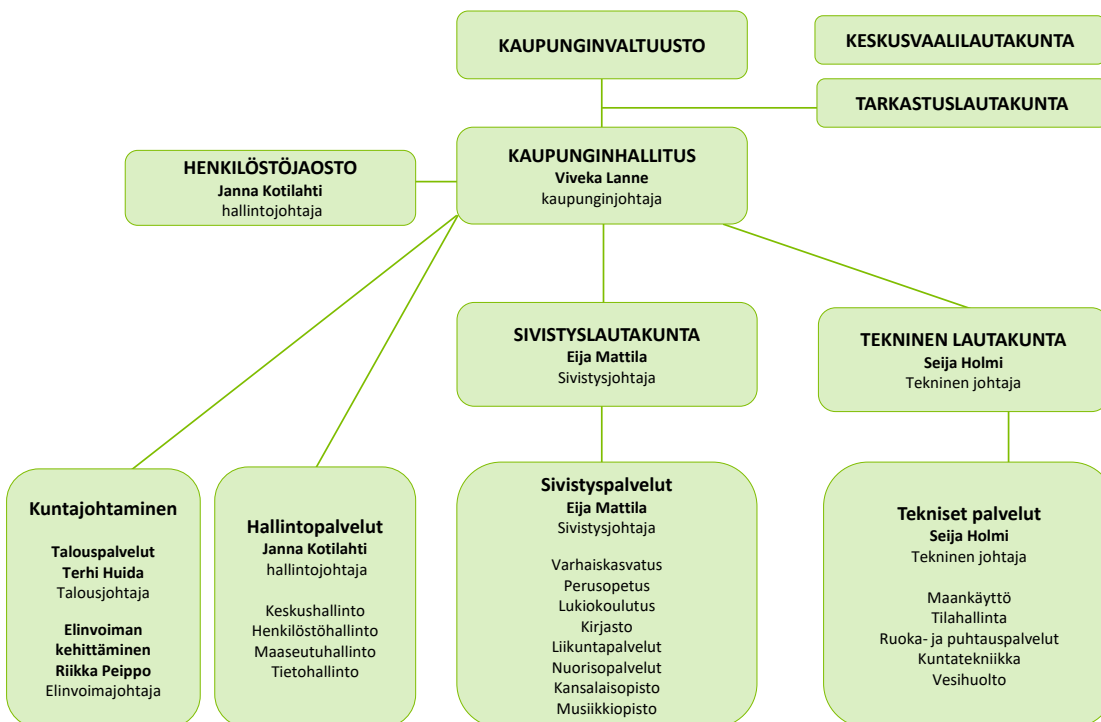 KAUPUNGINVALTUUSTO
KESKUSVAALILAUTAKUNTA
TARKASTUSLAUTAKUNTA
HENKILÖSTÖJAOSTO
Janna Kotilahti
hallintojohtaja
KAUPUNGINHALLITUS
Viveka Lanne
kaupunginjohtaja
SIVISTYSLAUTAKUNTA
Eija Mattila
Sivistysjohtaja
TEKNINEN LAUTAKUNTA
Seija Holmi
Tekninen johtaja
Kuntajohtaminen
Talouspalvelut
Terhi Huida
Talousjohtaja
Elinvoiman
kehittäminen
Riikka Peippo
Elinvoimajohtaja
Hallintopalvelut
Janna Kotilahti
hallintojohtaja
Keskushallinto
Henkilöstöhallinto
Maaseutuhallinto
Tietohallinto
Sivistyspalvelut
Eija Mattila
Sivistysjohtaja
Varhaiskasvatus
Perusopetus
Lukiokoulutus
Kirjasto
Liikuntapalvelut
Nuorisopalvelut
Kansalaisopisto
Musiikkiopisto
Tekniset palvelut
Seija Holmi
Tekninen johtaja
Maankäyttö
Tilahallinta
Ruoka- ja puhtauspalvelut
Kuntatekniikka
Vesihuolto